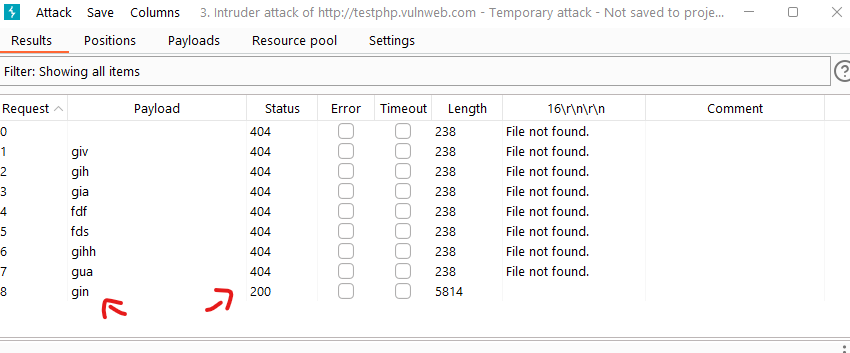 Attack Save Columns 3. Intruder attack of http://testphp.vulnweb.com - Temporary attack - Not saved to proje...
Results Positions Payloads Resource pool Settings
Filter: Showing all items
?
Request Payload Status Error Timeout Length 16\r\n\r\n Comment
0 404 238 File not found.
1 giv 404 238 File not found.
2 gih 404 238 File not found.
3 gia 404 238 File not found.
4 fdf 404 238 File not found.
5 fds 404 238 File not found.
6 gihh 404 238 File not found.
7 gua 404 238 File not found.
8 gin 200 5814